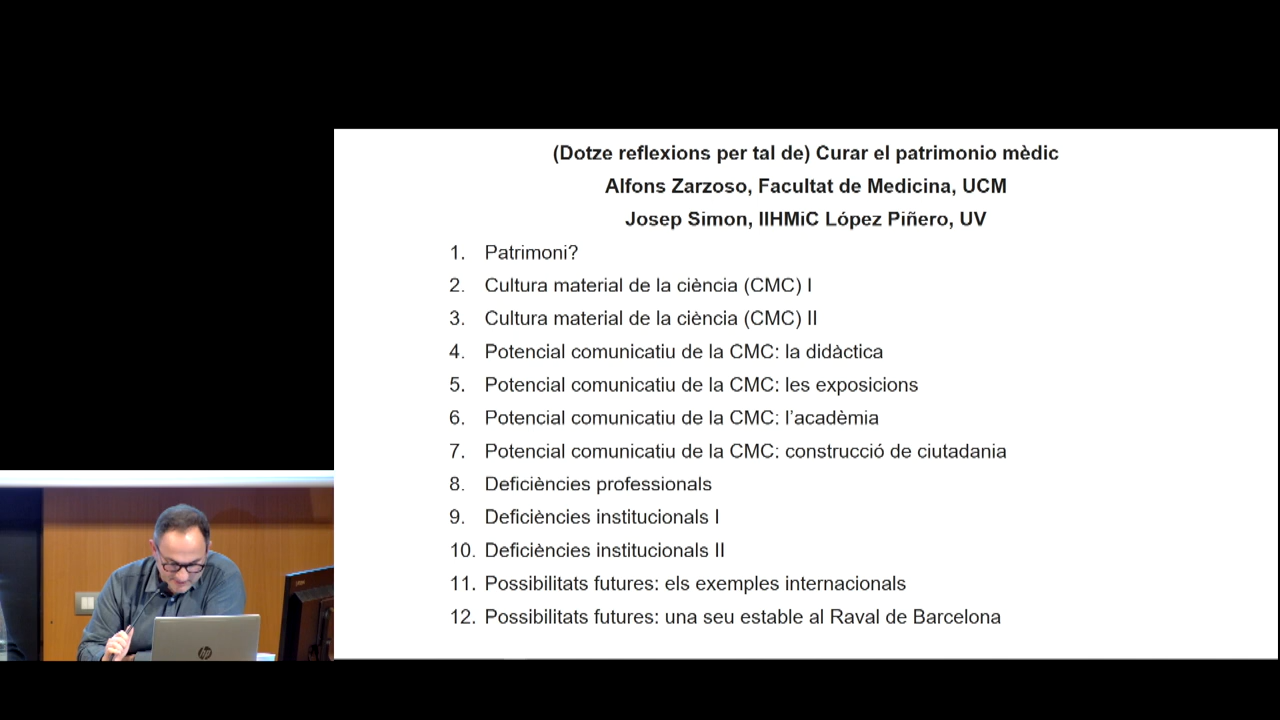 (Dotze reflexions per tal de) Curar el patrimonio mèdic
Alfons Zarzoso, Facultat de Medicina, UCM
Josep Simon, IIHMiC López Piñero, UV
1. Patrimoni?
2. Cultura material de la ciència (CMC) I
3. Cultura material de la ciència (CMC) II
4. Potencial comunicatiu de la CMC: la didàctica
5. Potencial comunicatiu de la CMC: les exposicions
6. Potencial comunicatiu de la CMC: l’acadèmia
7. Potencial comunicatiu de la CMC: construcció de ciutadania
8. Deficiències professionals
9. Deficiències institucionals I
10. Deficiències institucionals II
11. Possibilitats futures: els exemples internacionals
12. Possibilitats futures: una seu estable al Raval de Barcelona
hp